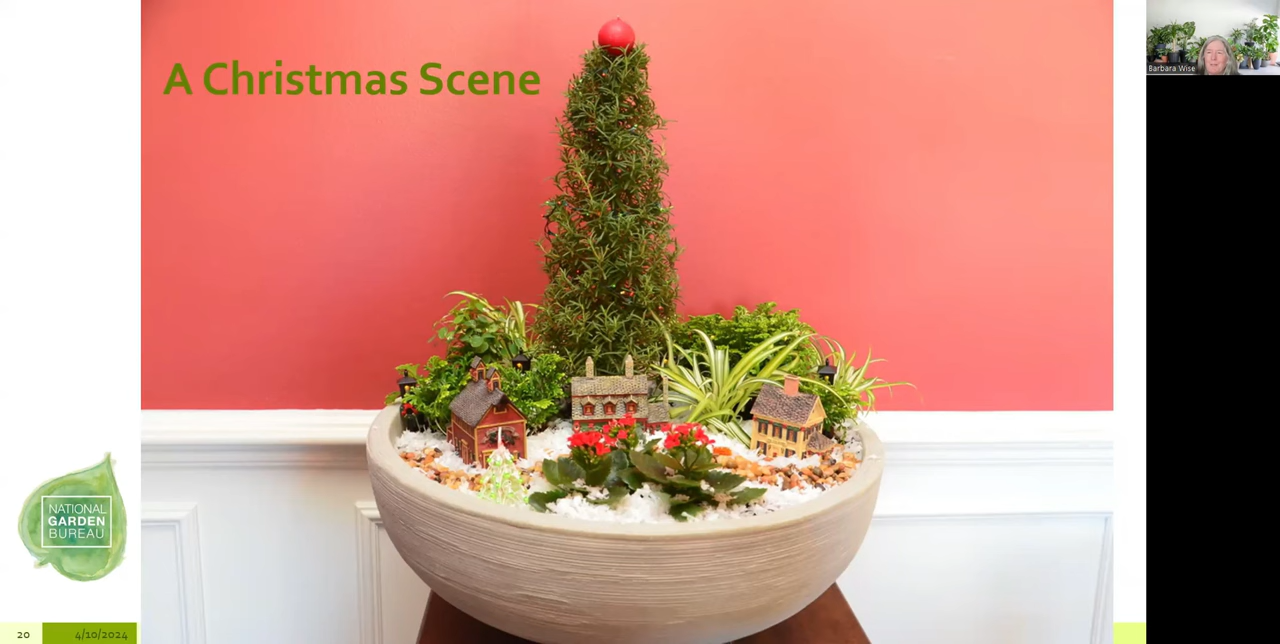 A Christmas Scene
Barbara Wise
NATIONAL
GARDEN
BUREAU
20
4/10/2024